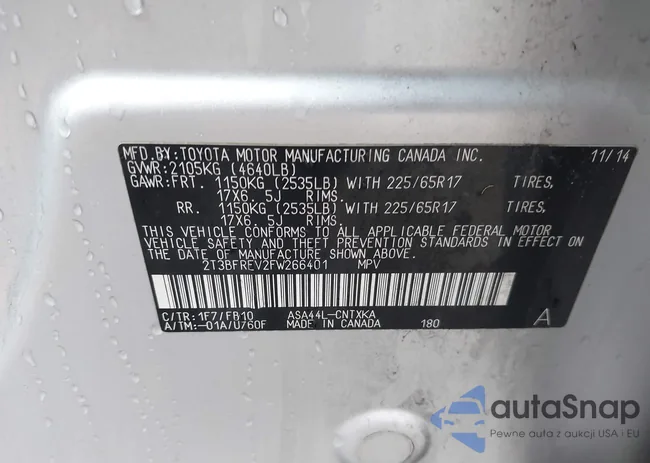 MFD.BY:TOYOTA MOTOR MANUFACTURING CANADA INC. 11/14
GVWR:2105KG (4640LB)
GAWR:FRT. 1150KG (2535LB) WITH 225/65R17 TIRES,
17X6. 5J RIMS.
RR. 1150KG (2535LB) WITH 225/65R17 TIRES,
17X6. 5J RIMS.
THIS VEHICLE CONFORMS TO ALL APPLICABLE FEDERAL MOTOR
VEHICLE SAFETY AND THEFT PREVENTION STANDARDS IN EFFECT ON
THE DATE OF MANUFACTURE SHOWN ABOVE.
2T3BFREV2FW266401 MPV
C/TR:1F7/FB10 ASA44L-CNTXKA
A/TM:-01A/U760F MADE IN CANADA 180 A
autaSnap
Pewne auta z aukcji USA i EU